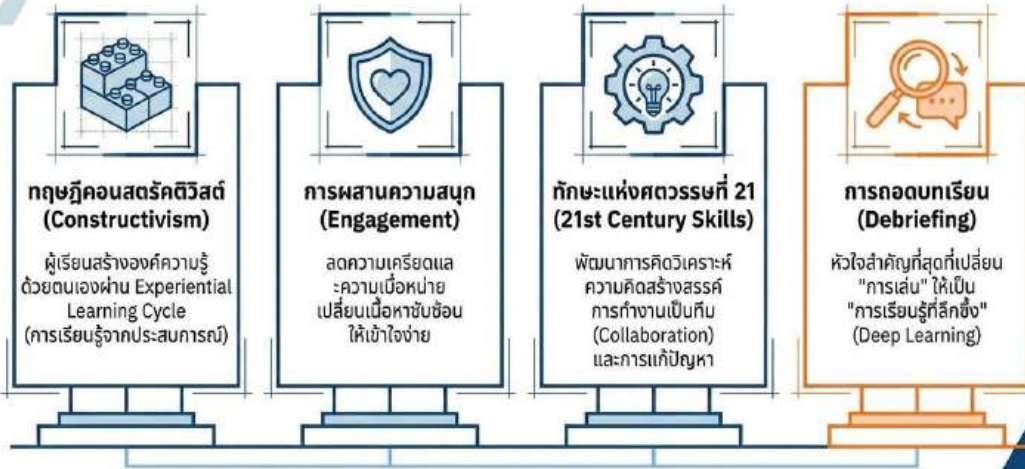 ทฤษฎีคอนสตรัคติวิสต์
(Constructivism)
ผู้เรียนสร้างองค์ความรู้
ด้วยตนเองผ่าน Experiential
Learning Cycle
(การเรียนรู้จากประสบการณ์)
การผสานความสนุก
(Engagement)
ลดความเครียดแล
ะความเบื่อหน่าย
เปลี่ยนเนื้อหาซับซ้อน
ให้เข้าใจง่าย
ทักษะแห่งศตวรรษที่ 21
(21st Century Skills)
พัฒนาการคิดวิเคราะห์
ความคิดสร้างสรรค์
การทำงานเป็นทีม
(Collaboration)
และการแก้ปัญหา
การถอดบทเรียน
(Debriefing)
หัวใจสำคัญที่สุดที่เปลี่ยน
"การเล่น" ให้เป็น
"การเรียนรู้ที่ลึกซึ้ง"
(Deep Learning)